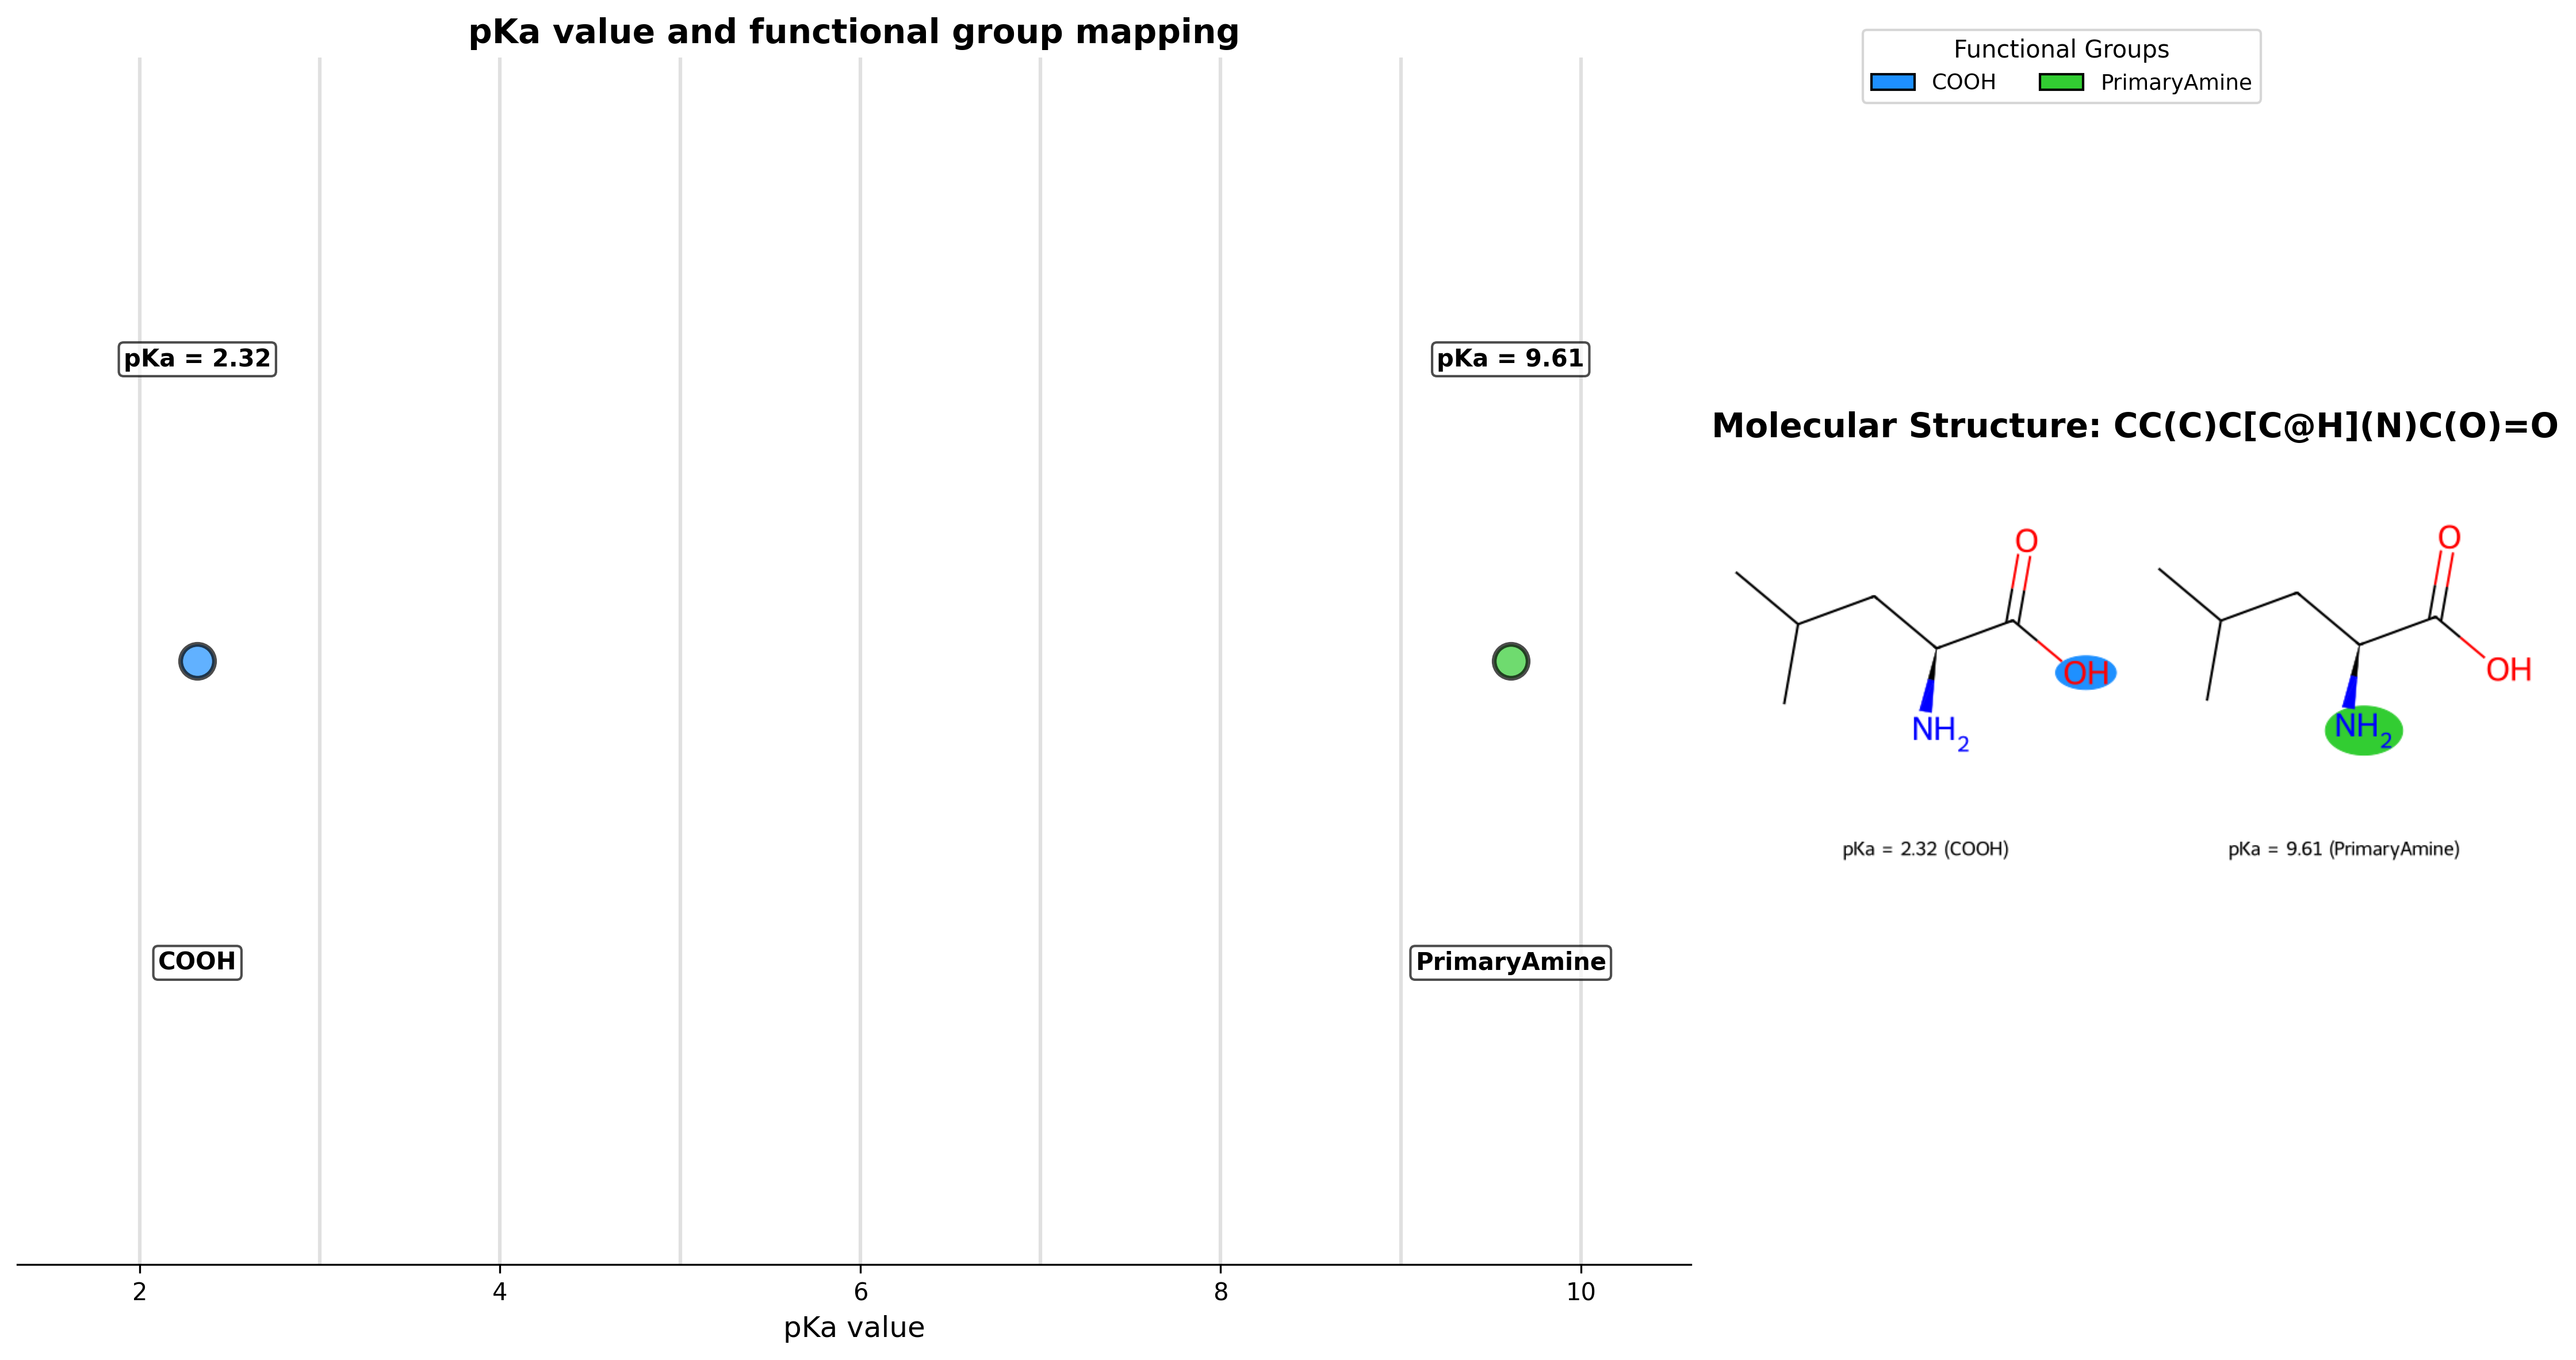 pKa value and functional group mapping
Functional Groups
COOH PrimaryAmine
pKa = 2.32
pKa = 9.61
COOH
PrimaryAmine
2 4 6 8 10
pKa value
Molecular Structure: CC(C)C[C@H](N)C(O)=O
O
OH
NH2
pKa = 2.32 (COOH)
O
OH
NH2
pKa = 9.61 (PrimaryAmine)